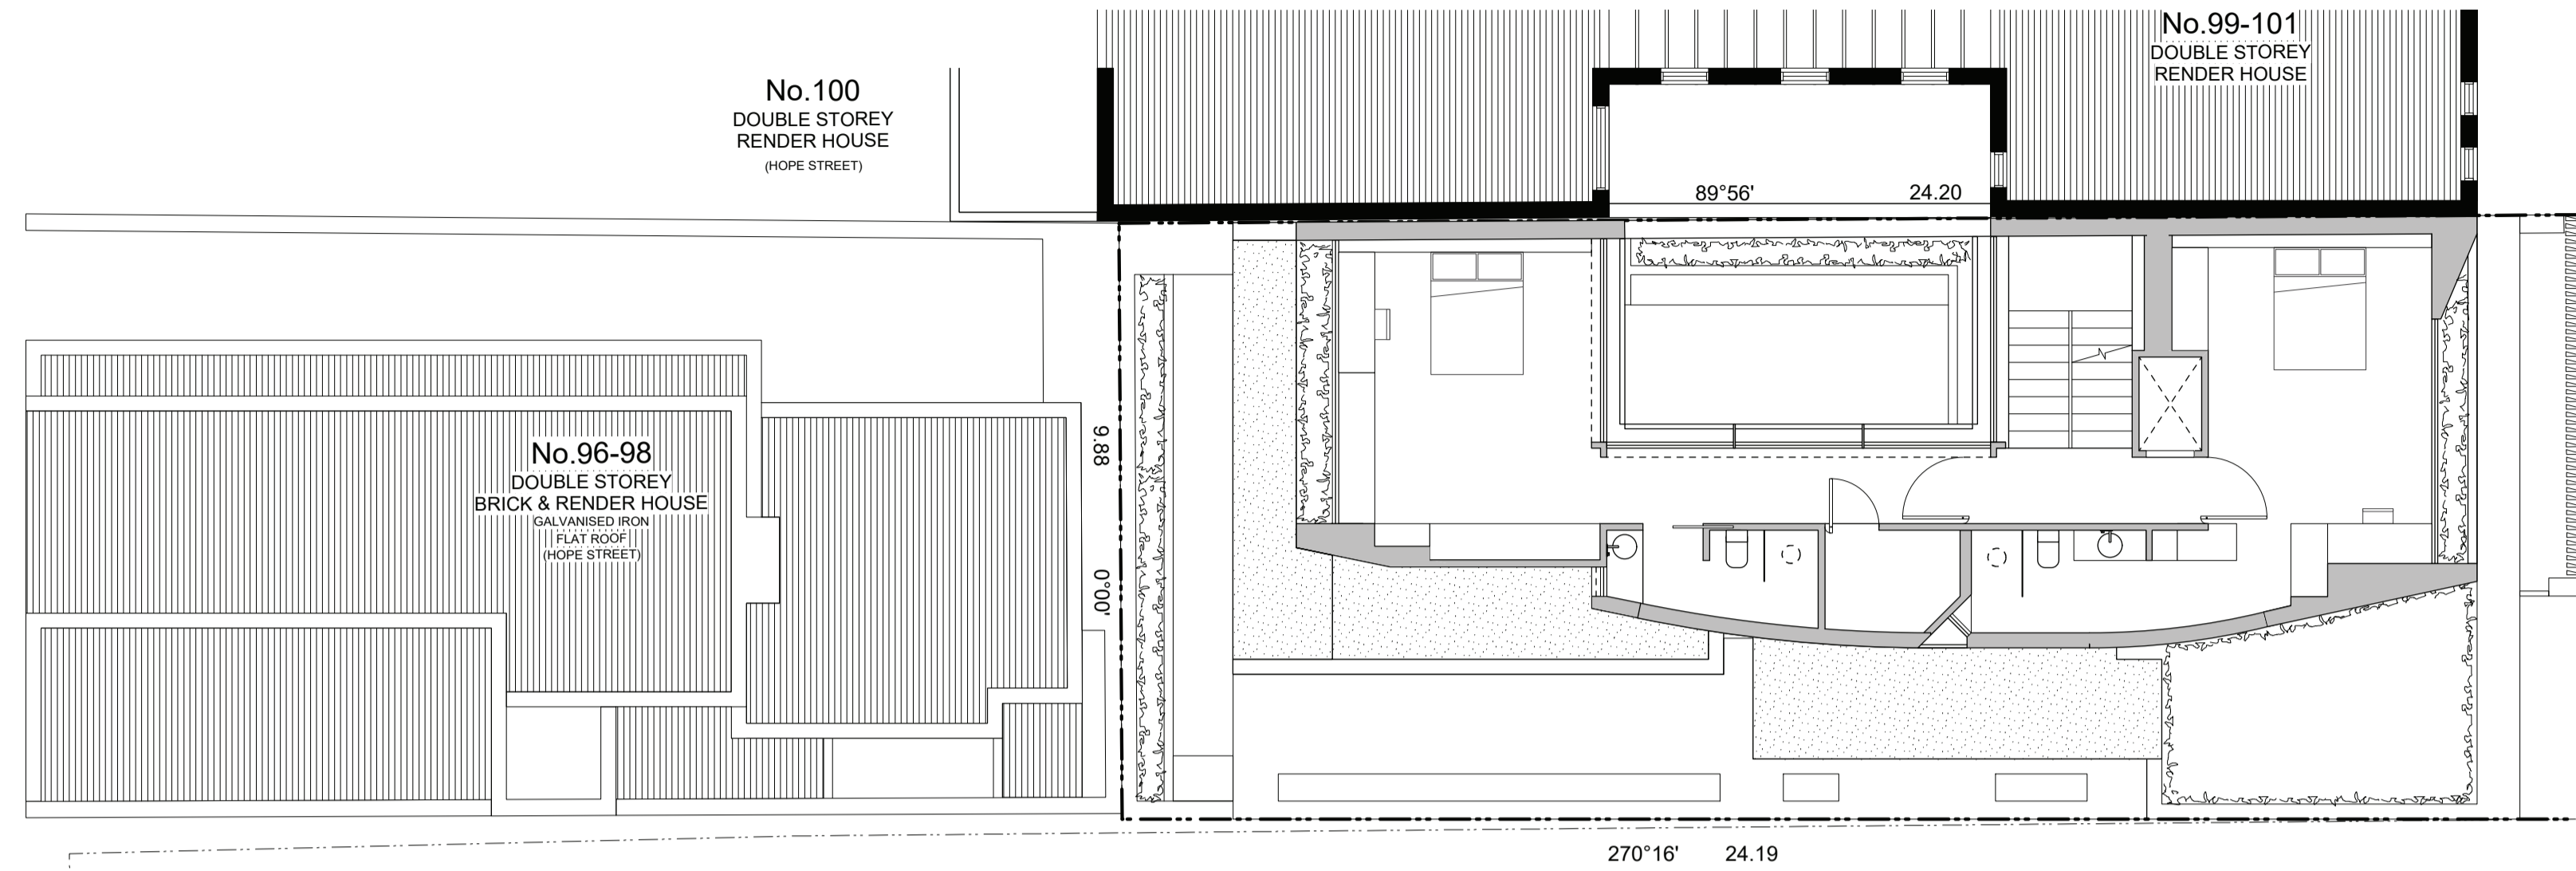 No.100
DOUBLE STOREY
RENDER HOUSE
(HOPE STREET)
No.99-101
DOUBLE STOREY
RENDER HOUSE
89°56' 24.20
No.96-98
DOUBLE STOREY
BRICK & RENDER HOUSE
GALVANISED IRON
FLAT ROOF
(HOPE STREET)
9.88
0°00'
270°16' 24.19